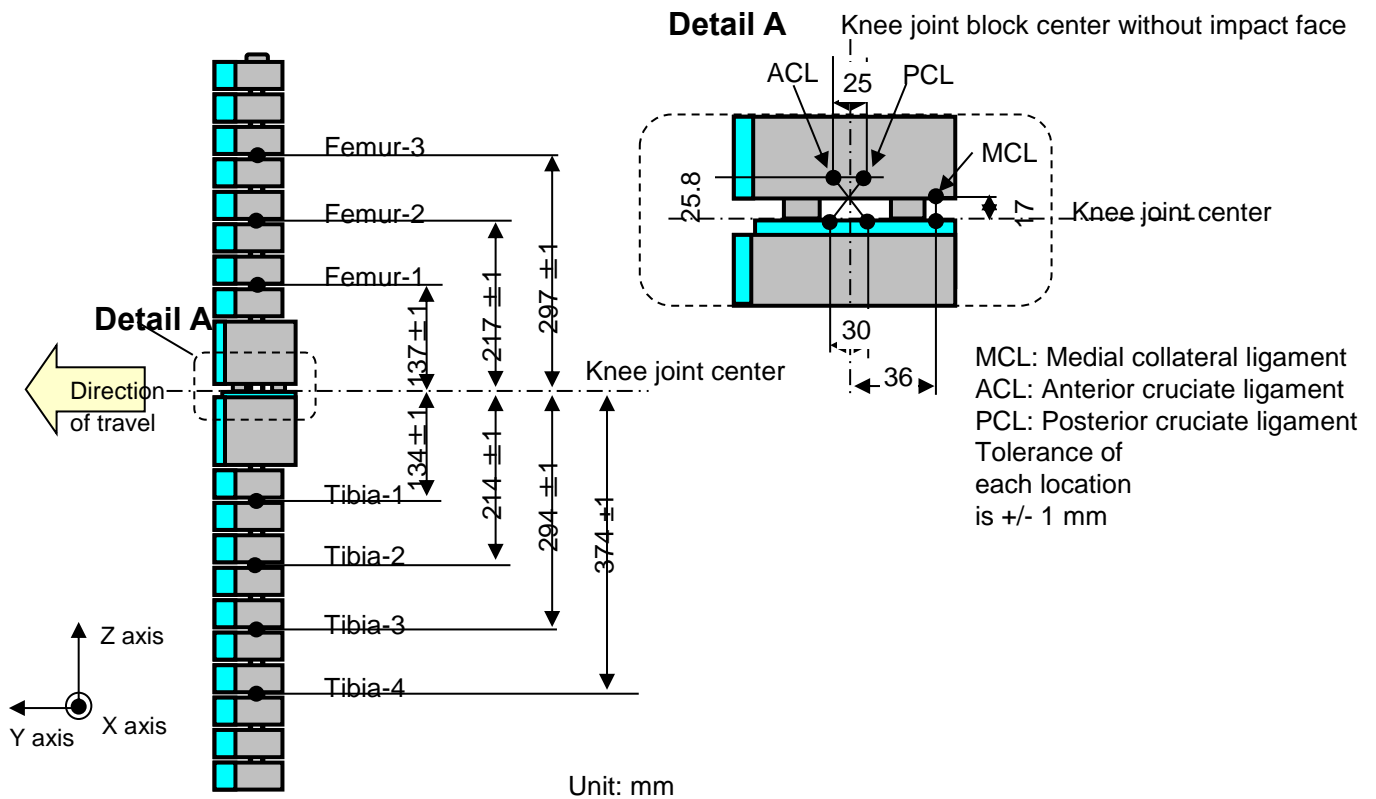 Detail A
Knee joint block center without impact face
ACL
25
PCL
MCL
25.8
17
Knee joint center
30
36
MCL: Medial collateral ligament
ACL: Anterior cruciate ligament
PCL: Posterior cruciate ligament
Tolerance of
each location
is +/- 1 mm
Femur-3
Femur-2
Femur-1
137 ±1
217 ±1
297 ±1
Detail A
Knee joint center
Direction
of travel
134 ±1
214 ±1
294 ±1
374 ±1
Tibia-1
Tibia-2
Tibia-3
Tibia-4
Z axis
X axis
Y axis
Unit: mm